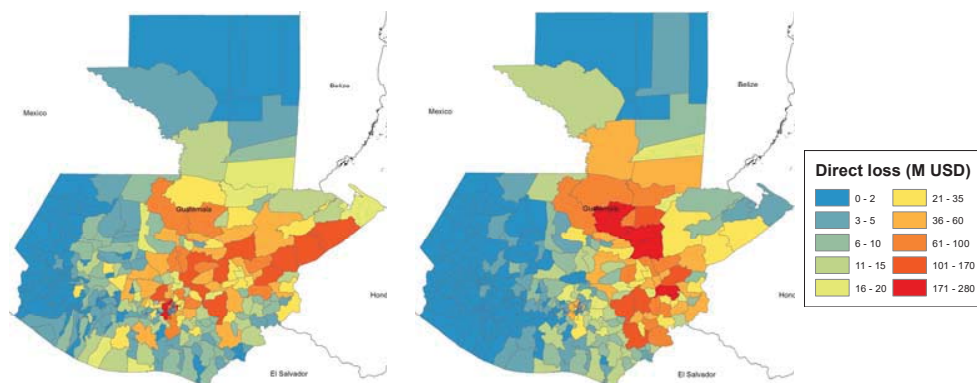 Mexico
Belize
Guatemala
Hond
El Salvador
Mexico
Belize
Guatemala
Hond
El Salvador
Direct loss (M USD)
0 - 2
3 - 5
6 - 10
11 - 15
16 - 20
21 - 35
36 - 60
61 - 100
101 - 170
171 - 280